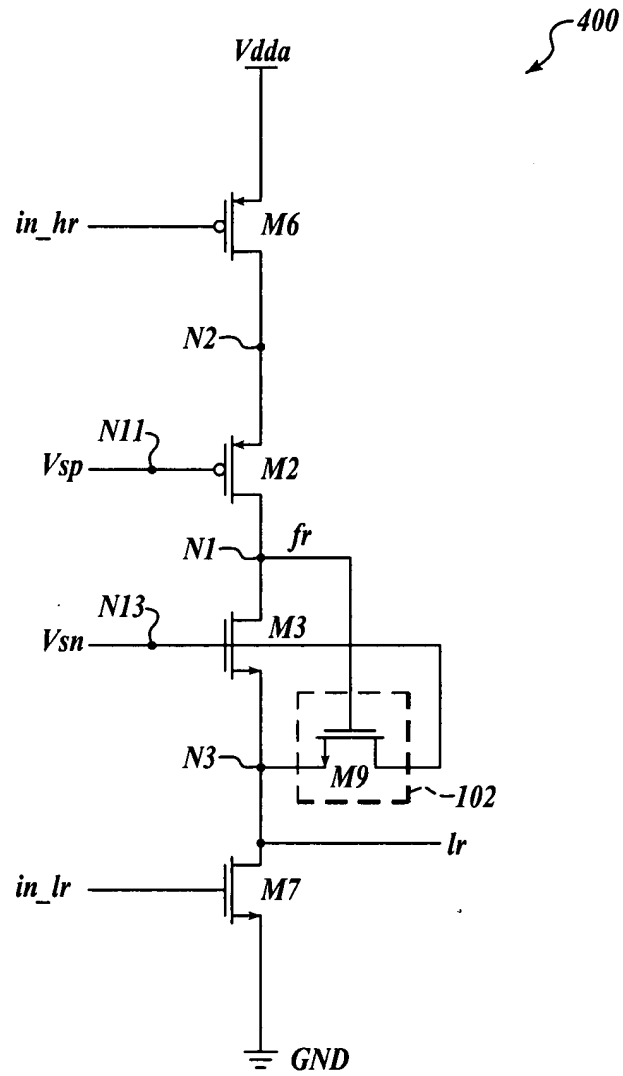 400
Vdda
in_hr
M6
N2
N11
Vsp
M2
N1
fr
N13
Vsn
M3
N3
M9
102
lr
in_lr
M7
GND